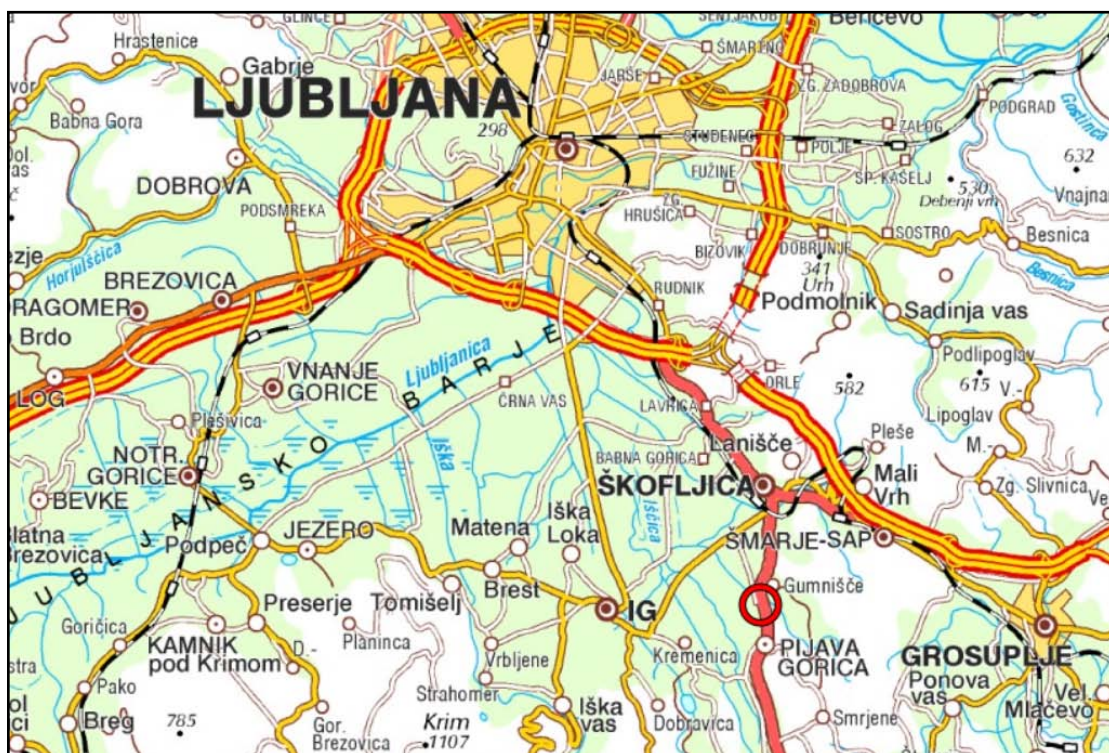 GLINCE
ŠENTJAKOB
Beričevo
Hrastenice
ŠMARTNO
Gabrje
JARŠE
ZG. ZADOBROVA
LJUBLJANA
PODGRAD
Gostinca
Babna Gora
298
STUDENEC
ZALOG
POLJE
632
DOBROVA
FUŽINE
SP. KAŠELJ
530
Debenji vrh
Vnajna
PODSMREKA
ZG.
HRUŠICA
BIZOVIK
DOBRUNJE
SOSTRO
Besnica
Horjulščica
341
Urh
Besnica
BREZOVICA
RUDNIK
Podmolnik
Sadinja vas
DRAGOMER
Brdo
Ljubljanica
Podlipoglav
VNANJE
GORICE
ORLE
582
615
V.-
LOG
ČRNA VAS
LAVRICA
Lipoglav
Plešivica
Iška
Lanišče
Pleše
M.-
NOTR.
GORICE
BABNA GORICA
Mali
Vrh
Zg. Slivnica
BEVKE
ŠKOFLJICA
LJUBLJANSKO BARJE
Iščica
Blatna
Brezovica
JEZERO
Matena
Iška
Loka
ŠMARJE-SAP
Podpeč
Brest
Gumnišče
Preserje
Tomišelj
IG
Goričica
KAMNIK
pod Krimom
D.-
Planinca
Vrbljene
Kremenica
PIJAVA
GORICA
GROSUPLJE
Pako
Strahomer
Ponova
vas
Vel.
Mlačevo
Breg
785
Gor.
Brezovica
Krim
1107
Iška
vas
Dobravica
Smrjene